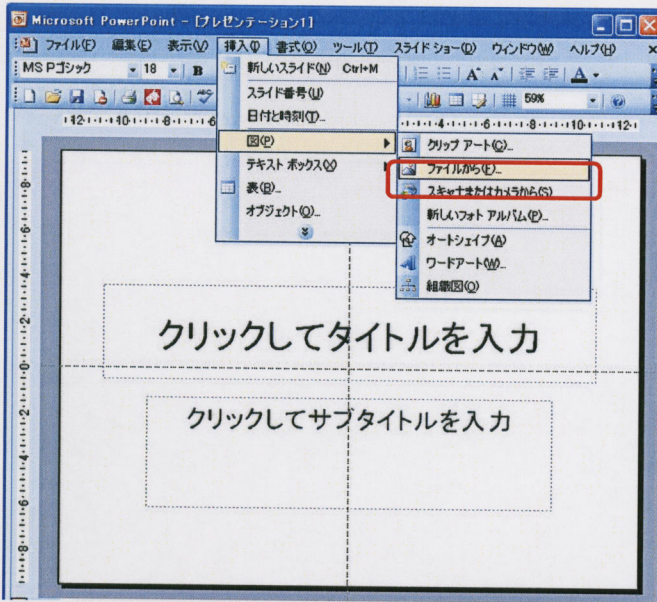 Microsoft PowerPoint - [プレゼンテーション1]
ファイル(F) 編集(E) 表示(V) 挿入(I) 書式(O) ツール(T) スライド ショー(D) ウィンドウ(W) ヘルプ(H) ×
MS Pゴシック 18 B
新しいスライド(N) Ctrl+M
スライド番号(U)
59%
日付と時刻(T)...
図(P)
クリップ アート(C)...
テキスト ボックス(X)
ファイルから(F)...
表(B)...
スキャナまたはカメラから(S)
オブジェクト(O)...
新しいフォト アルバム(P)...
オートシェイプ(A)
ワードアート(W)...
組織図(O)
クリックしてタイトルを入力
クリックしてサブタイトルを入力